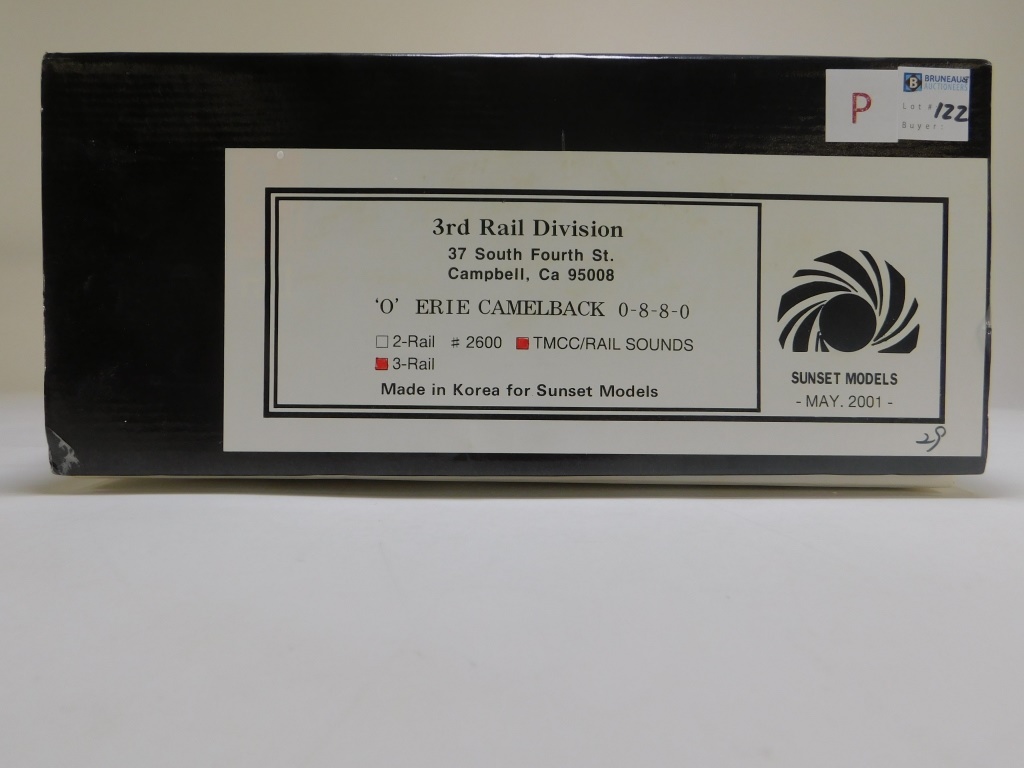 P
B
BRUNEAU &
AUCTIONEERS
Lot # 122
Buyer:
3rd Rail Division
37 South Fourth St.
Campbell, Ca 95008
'O' ERIE CAMELBACK 0-8-8-0
2-Rail # 2600 TMCC/RAIL SOUNDS
3-Rail
Made in Korea for Sunset Models
SUNSET MODELS
- MAY. 2001 -
29